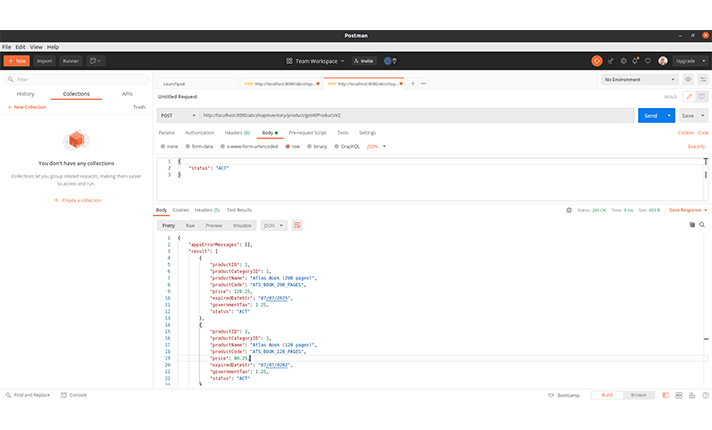 Postman
File Edit View Help
New Import Runner
Team Workspace Invite
Upgrade
Filter
History Collections APIs
+ New Collection Trash
You don't have any collections
Collections let you group related requests, making them easier
to access and run.
+ Create a collection
Launchpad POST http://localhost:8080/abcshop... POST http://localhost:8080/abcshop... + ...
No Environment
Untitled Request BUILD
POST http://localhost:8080/abcshopinventory/product/getAllProductsV2 Send Save
Params Authorization Headers (8) Body Pre-request Script Tests Settings Cookies Code
none form-data x-www-form-urlencoded raw binary GraphQL JSON Beautify
1 {
2 "status": "ACT"
3 }
Body Cookies Headers (5) Test Results Status: 200 OK Time: 8 ms Size: 603 B Save Response
Pretty Raw Preview Visualize JSON
1 {
2 "appsErrorMessages": [],
3 "result": [
4 {
5 "productID": 1,
6 "productCategoryID": 1,
7 "productName": "Atlas Book (200 pages)",
8 "productCode": "ATS_BOOK_200_PAGES",
9 "price": 120.25,
10 "expiredDateStr": "07/07/2025",
11 "governmentTax": 1.25,
12 "status": "ACT"
13 },
14 {
15 "productID": 2,
16 "productCategoryID": 1,
17 "productName": "Atlas Book (120 pages)",
18 "productCode": "ATS_BOOK_120_PAGES",
19 "price": 80.25,
20 "expiredDateStr": "07/07/0202",
21 "governmentTax": 1.25,
22 "status": "ACT"
Find and Replace Console Bootcamp Build Browse